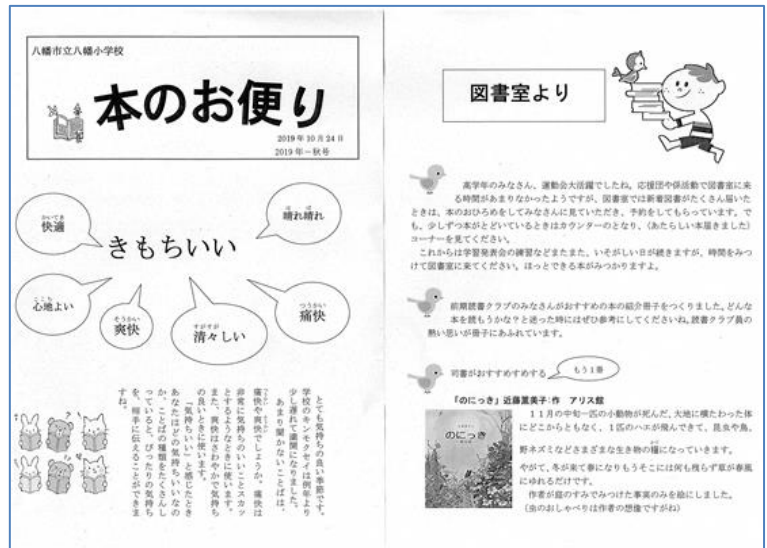 八幡市立八幡小学校
本のお便り
2019年10月24日
2019年−秋号
快適
かいてき
晴れ晴れ
は ば
きもちいい
心地よい
ここち
爽快
そうかい
清々しい
すがすが
痛快
つうかい
とても気持ちの良い季節です。
学校のキンモクセイは例年より
少し遅れて満開になりました。
あまり聞かないことばは、
痛快や爽快でしょうか。痛快は
非常に気持ちのいいことスカッ
とするようなときに使います。
また、爽快はさわやかで気持ち
の良いときに使います。
「気持ちいい」と感じたとき
あなたはどの気持ちいいなの
か、ことばの種類をたくさんし
っていると、ぴったりの気持ち
を、相手に伝えることができま
すね。
図書室より
高学年のみなさん、運動会大活躍でしたね。応援団や係活動で図書室に来
る時間があまりなかったようですが、図書室では新着図書がたくさん届いた
ときは、本のおひろめをしてみなさんに見ていただき、予約をしてもらっています。で
も、少しずつ本がとどいているときはカウンターのとなり、(あたらしい本届きました)
コーナーを見てください。
これからは学習発表会の練習などまたまた、いそがしい日が続きますが、時間をみつ
けて図書室に来てください。ほっとできる本がみつかりますよ。
前期読書クラブのみなさんがおすすめの本の紹介冊子をつくりました。どんな
本を読もうかな?と迷った時にはぜひ参考にしてくださいね。読書クラブ員の
熱い思いが冊子にあふれています。
司書がおすすめすめする
もう1冊
『のにっき』近藤薫美子:作 アリス館
のにっき
11月の中旬一匹の小動物が死んだ、大地に横たわった体
にどこからともなく、1匹のハエが飛んできて、昆虫や鳥、
野ネズミなどさまざまな生き物の糧になっていきます。
かて
やがて、冬が来て春になりもうそこには何も残らず草が春風
にゆれるだけです。
作者が庭のすみでみつけた事実のみを絵にしました。
(虫のおしゃべりは作者の想像ですがね)